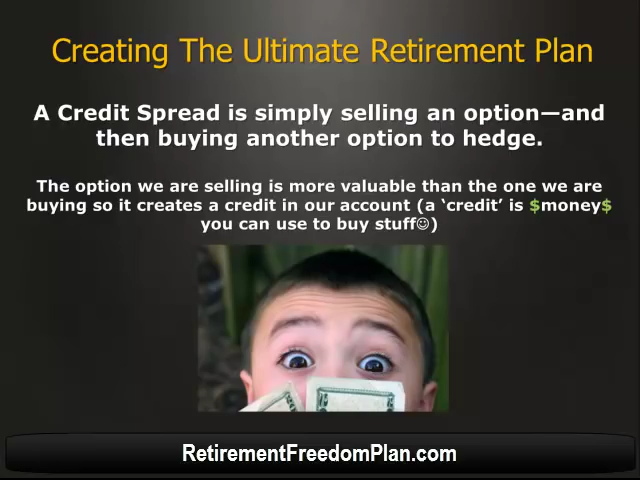 Creating The Ultimate Retirement Plan
A Credit Spread is simply selling an option—and
then buying another option to hedge.
The option we are selling is more valuable than the one we are
buying so it creates a credit in our account (a ‘credit’ is $money$
you can use to buy stuff☺)
RetirementFreedomPlan.com